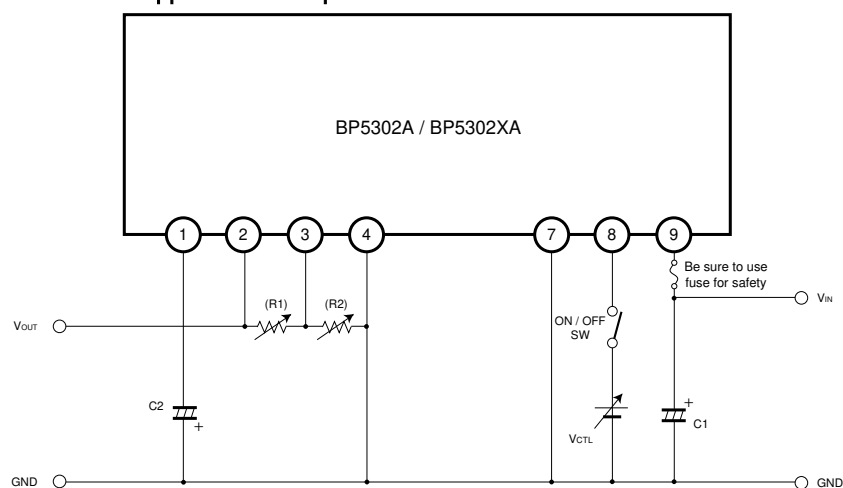 BP5302A / BP5302XA
1
2
3
4
7
8
9
Be sure to use
fuse for safety
VIN
(R1)
(R2)
VOUT
ON / OFF
SW
C2
+
VCTL
+
C1
GND
GND